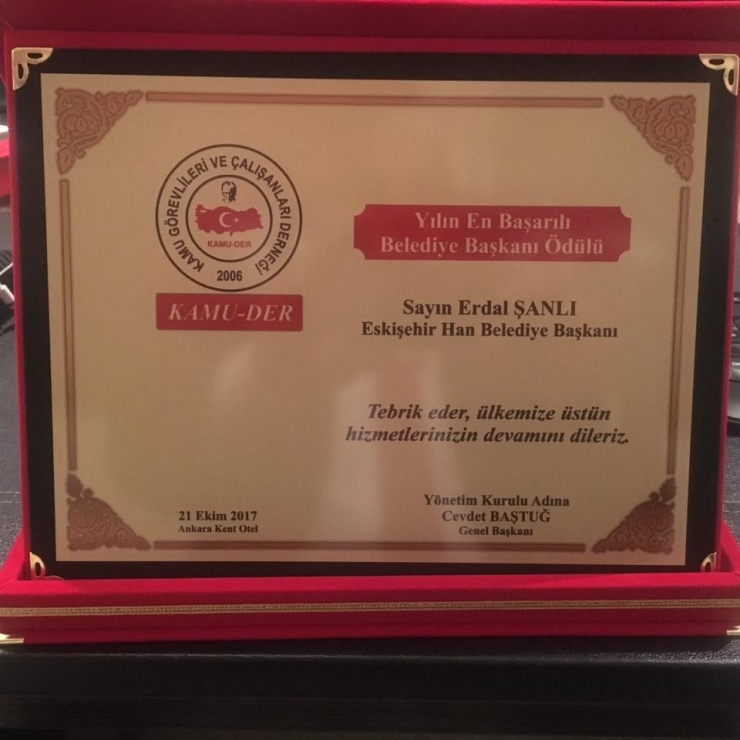 KAMU GÖREVLİLERİ VE ÇALIŞANLARI DERNEĞİ
KAMU-DER
2006
KAMU-DER
Yılın En Başarılı
Belediye Başkanı Ödülü
Sayın Erdal ŞANLI
Eskişehir Han Belediye Başkanı
Tebrik eder, ülkemize üstün
hizmetlerinizin devamını dileriz.
21 Ekim 2017
Ankara Kent Otel
Yönetim Kurulu Adına
Cevdet BAŞTUĞ
Genel Başkanı